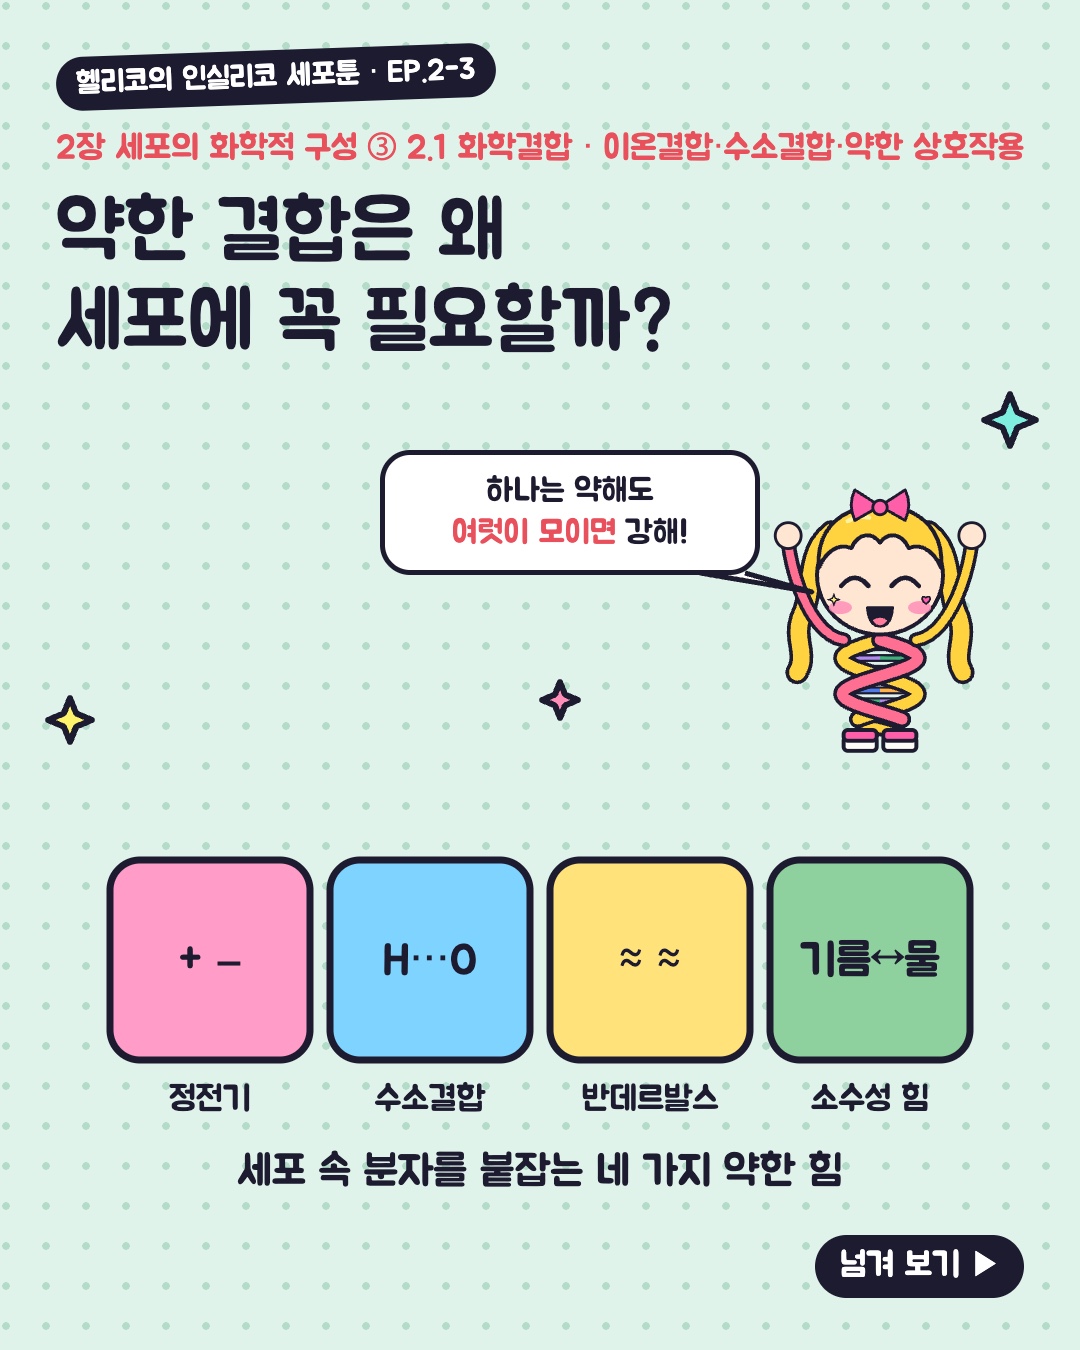 헬리코의 인실리코 세포툰 · EP.2-3
2장 세포의 화학적 구성 ③ 2.1 화학결합 · 이온결합·수소결합·약한 상호작용
약한 결합은 왜
세포에 꼭 필요할까?
하나는 약해도
여럿이 모이면 강해!
+ −
H···O
≈ ≈
기름↔물
정전기
수소결합
반데르발스
소수성 힘
세포 속 분자를 붙잡는 네 가지 약한 힘
넘겨 보기 ▶